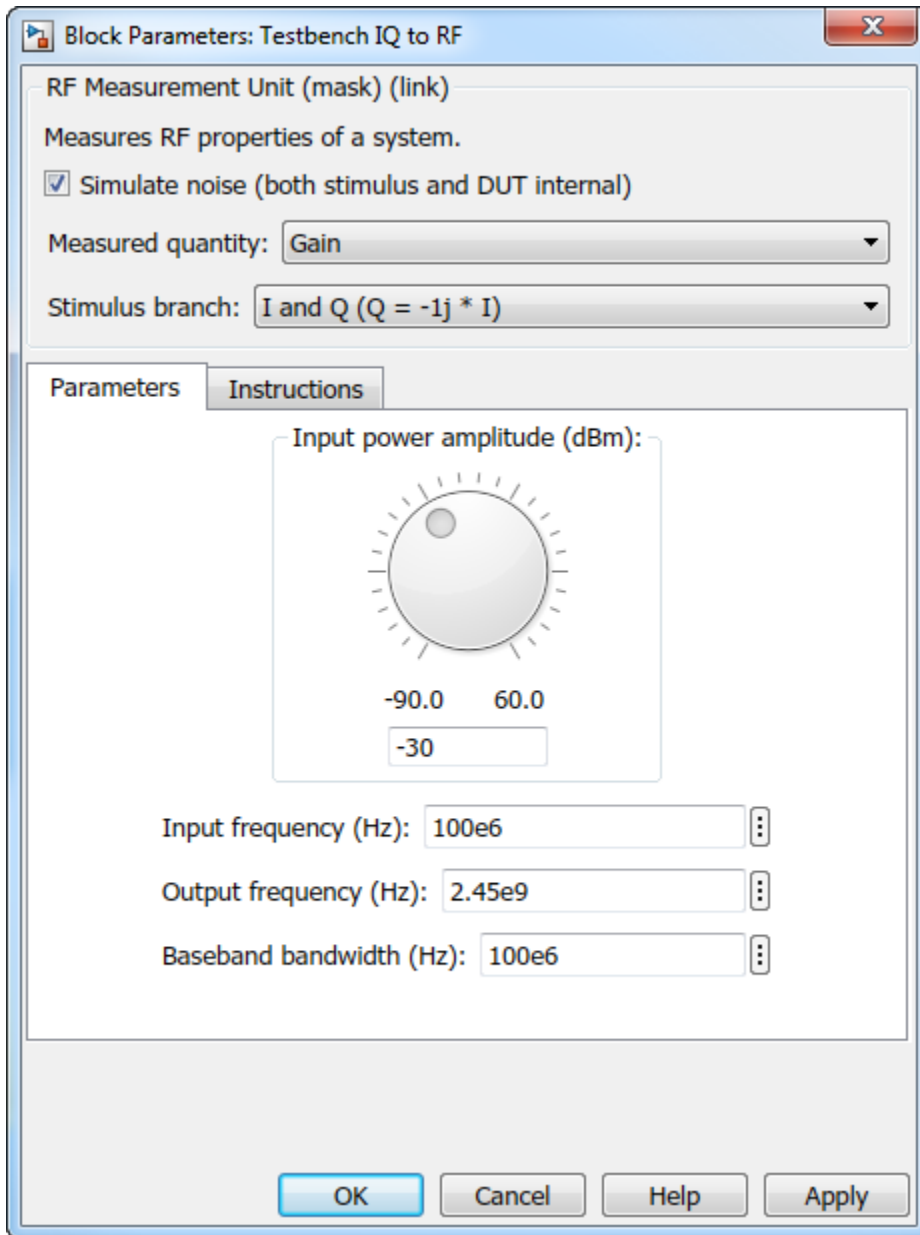 Block Parameters: Testbench IQ to RF
RF Measurement Unit (mask) (link)
Measures RF properties of a system.
Simulate noise (both stimulus and DUT internal)
Measured quantity: Gain
Stimulus branch: I and Q (Q = -1j * I)
Parameters Instructions
Input power amplitude (dBm):
-90.0 60.0
-30
Input frequency (Hz): 100e6
Output frequency (Hz): 2.45e9
Baseband bandwidth (Hz): 100e6
OK Cancel Help Apply